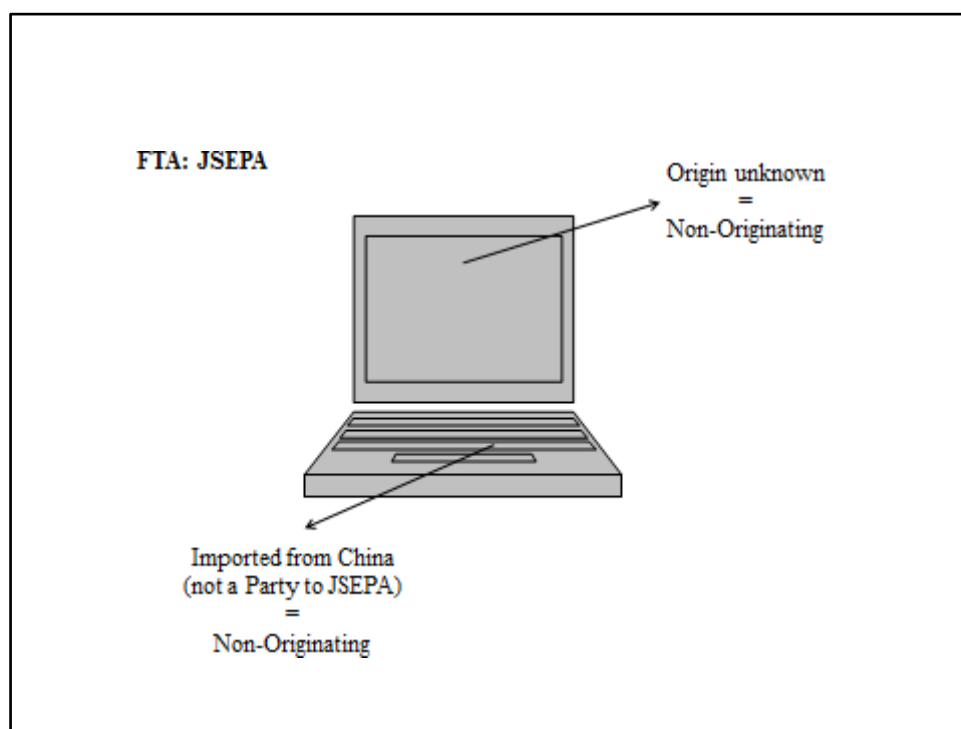 FTA: JSEPA
Origin unknown
=
Non-Originating
Imported from China
(not a Party to JSEPA)
=
Non-Originating